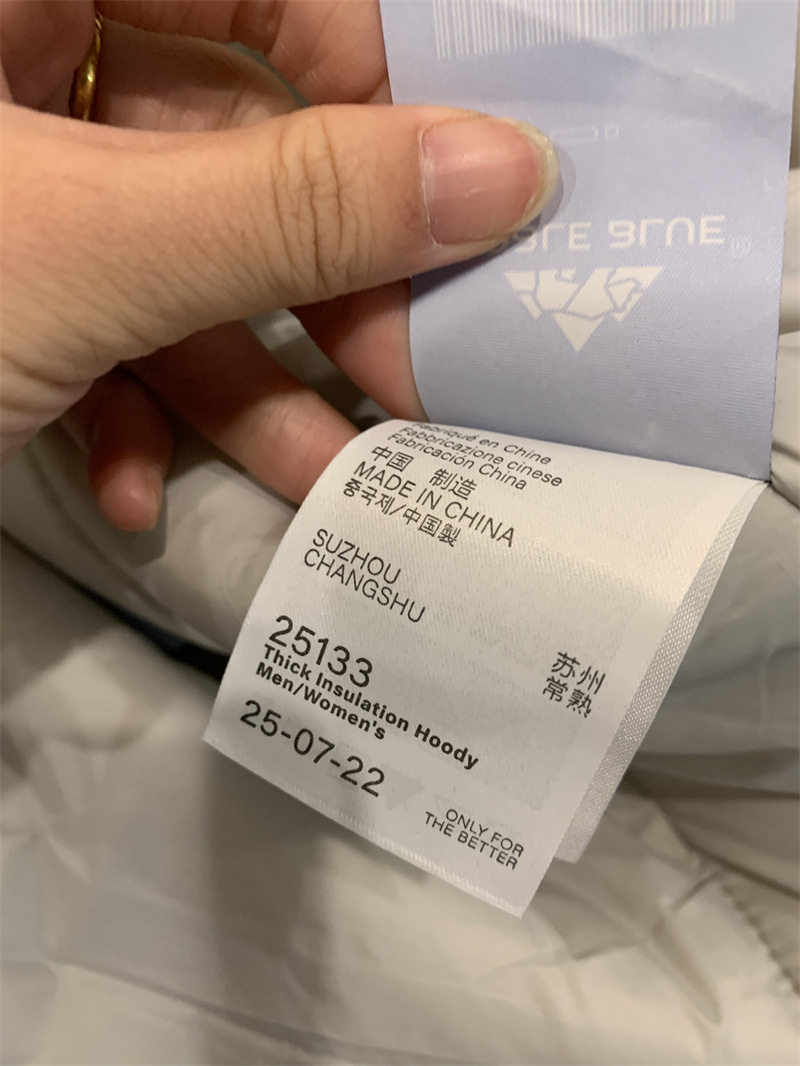 BLE BLUE
Fabriqué en Chine
Fabbricazione cinese
Fabricación China
中国 制造
MADE IN CHINA
중국제/中国製
SUZHOU
CHANGSHU
苏州
常熟
25133
Thick Insulation Hoody
Men/Women's
25-07-22
ONLY FOR
THE BETTER